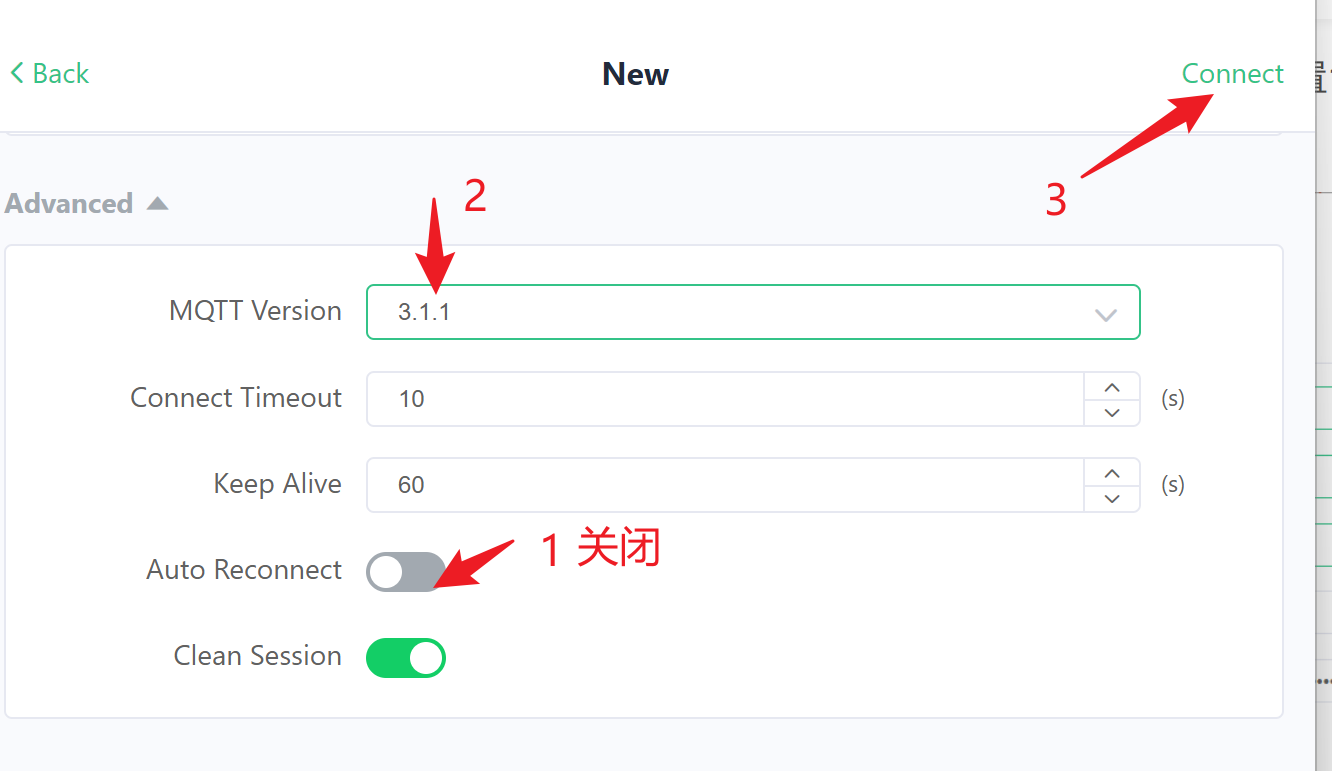 Back
New
Connect
3
Advanced
2
MQTT Version
3.1.1
Connect Timeout
10
(s)
Keep Alive
60
(s)
1 关闭
Auto Reconnect
Clean Session